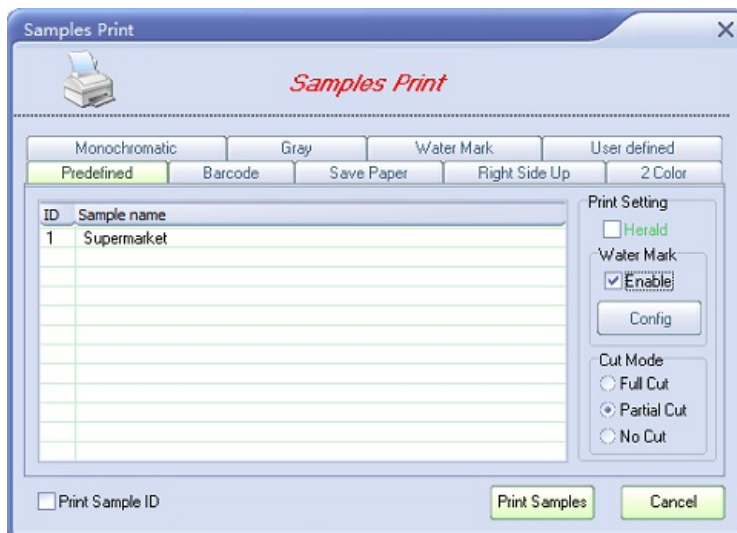 Samples Print
Samples Print
Monochromatic Gray Water Mark User defined
Predefined Barcode Save Paper Right Side Up 2 Color
ID Sample name
1 Supermarket
Print Setting
Herald
Water Mark
Enable
Config
Cut Mode
Full Cut
Partial Cut
No Cut
Print Sample ID Print Samples Cancel